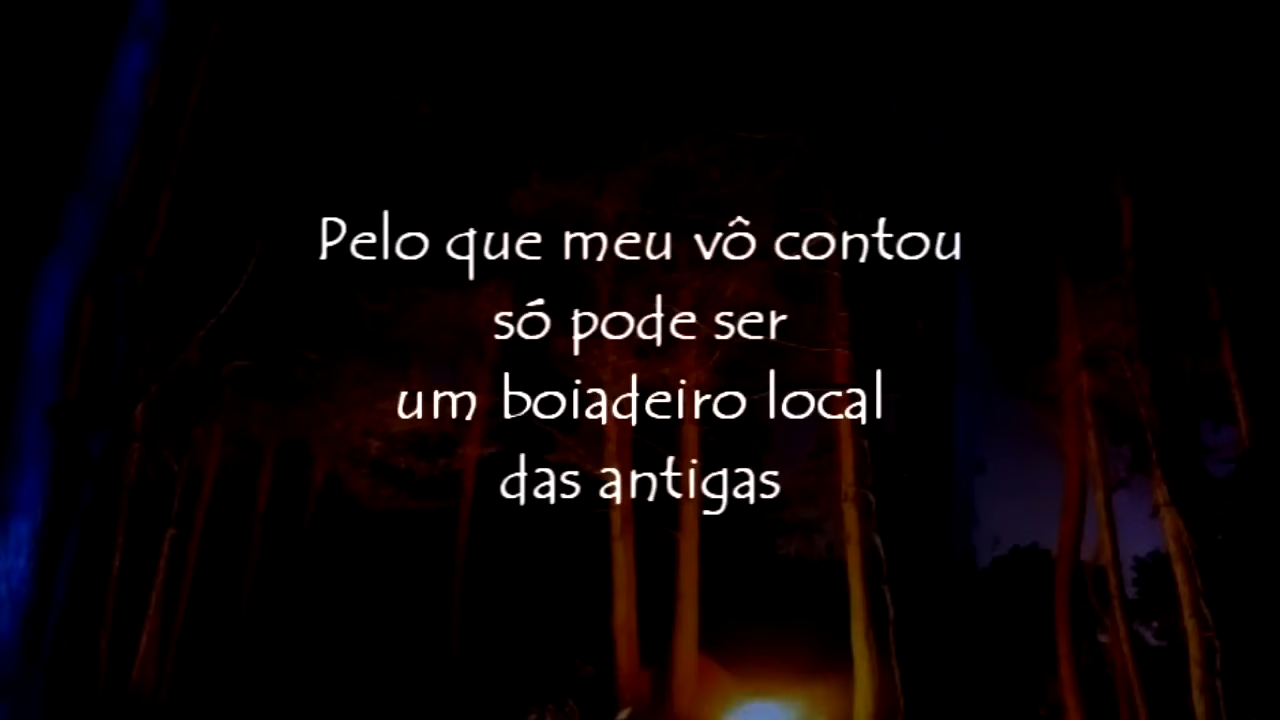 Pelo que meu vô contou
só pode ser
um boiadeiro local
das antigas